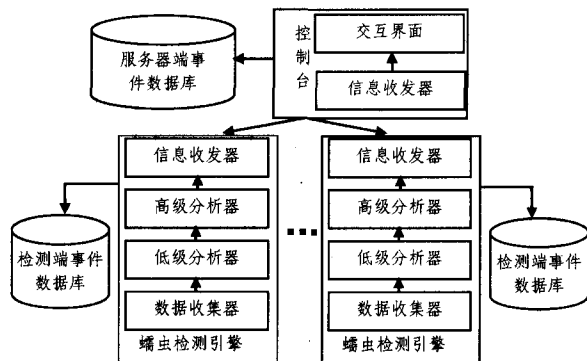 服务器端事
件数据库
控制台
交互界面
信息收发器
信息收发器
高级分析器
低级分析器
数据收集器
蠕虫检测引擎
信息收发器
高级分析器
低级分析器
数据收集器
蠕虫检测引擎
检测端事件
数据库
检测端事件
数据库